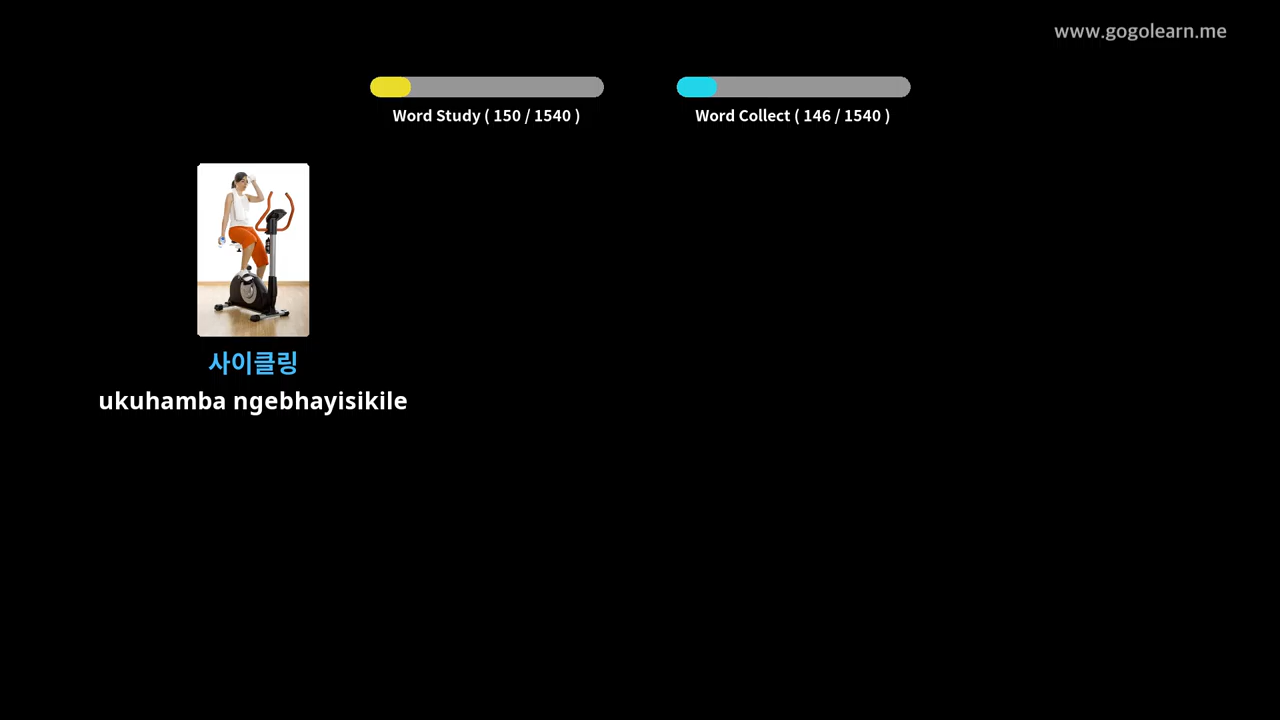 www.gogolearn.me
Word Study ( 150 / 1540 )
Word Collect ( 146 / 1540 )
사이클링
ukuhamba ngebhayisikile